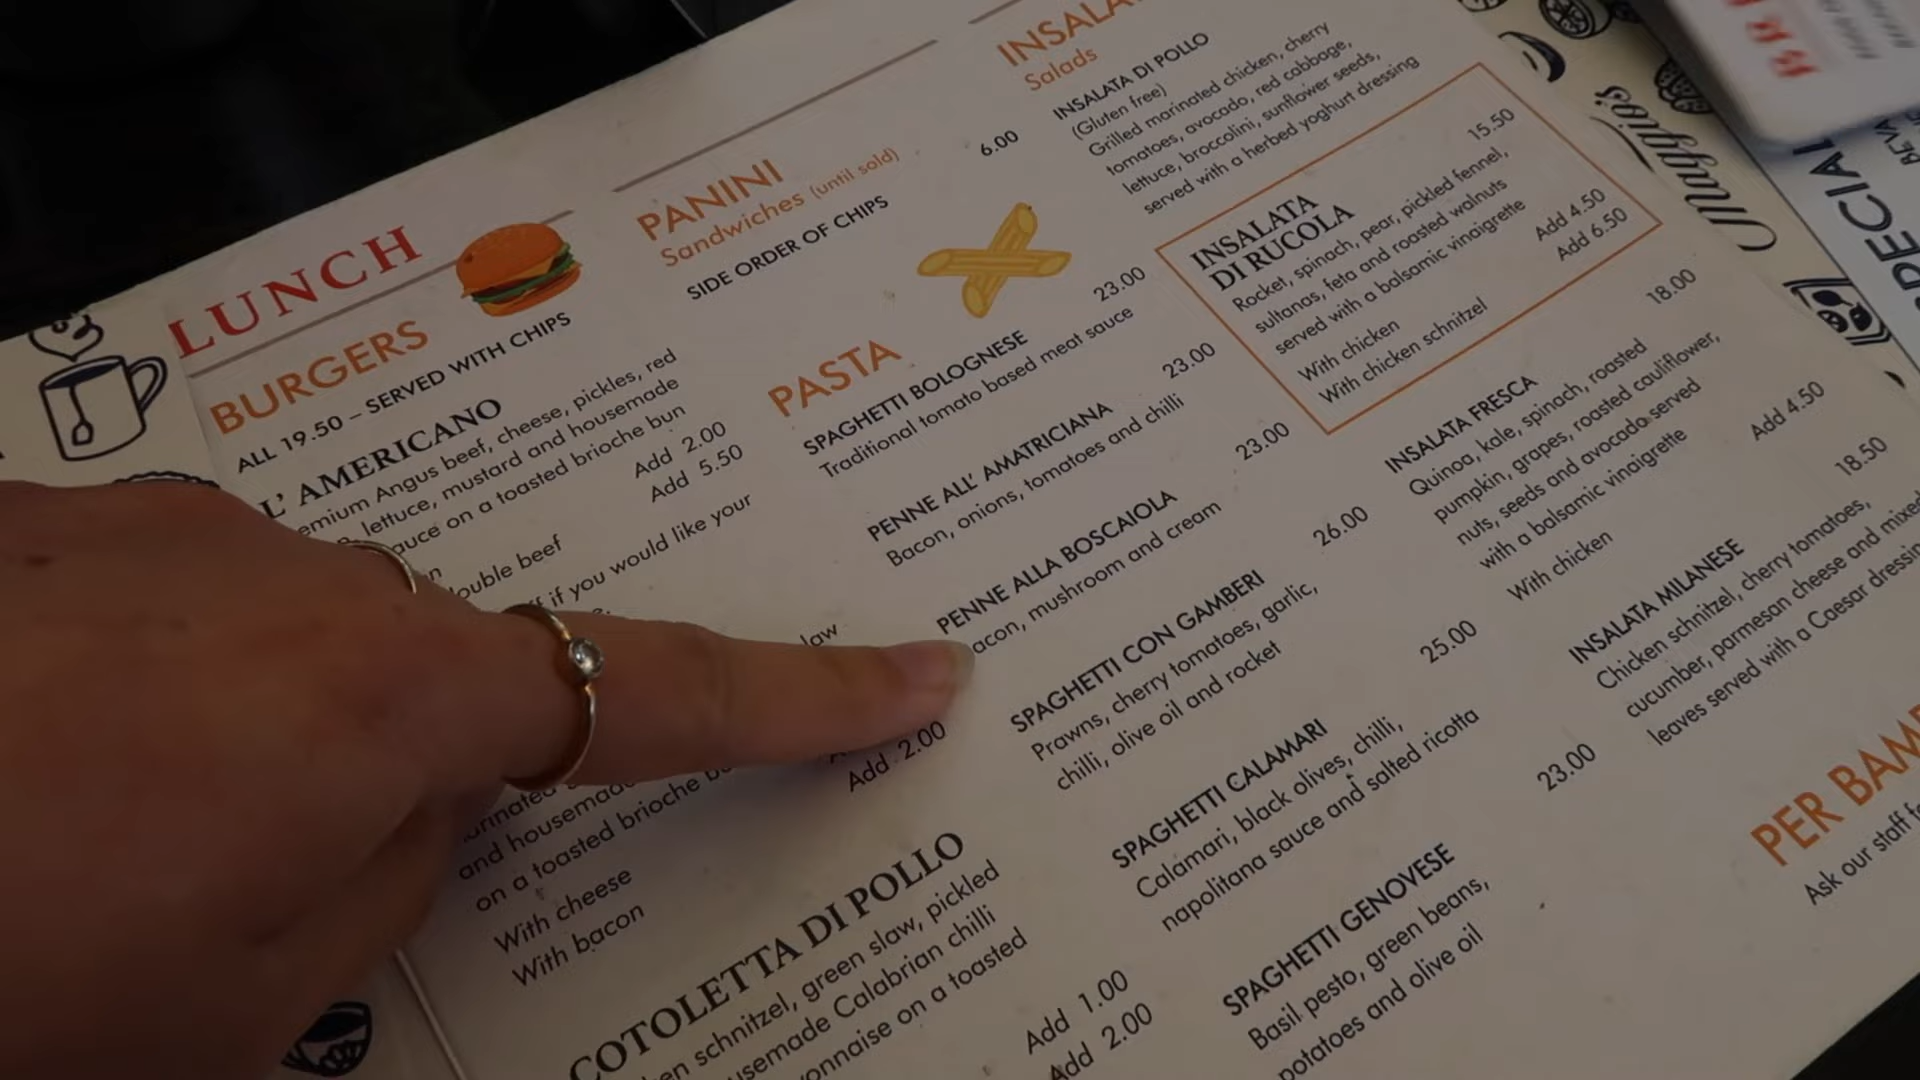 LUNCH
BURGERS
ALL 19.50 – SERVED WITH CHIPS
L' AMERICANO
emium Angus beef, cheese, pickles, red
lettuce, mustard and housemade
auce on a toasted brioche bun
Add 2.00
Add 5.50
double beef
if you would like your
law
Add 2.00
and housemade
on a toasted brioche
With cheese
With bacon
COTOLETTA DI POLLO
en schnitzel, green slaw, pickled
usemade Calabrian chilli
yonnaise on a toasted
Add 1.00
Add 2.00
PANINI
Sandwiches (until sold)
SIDE ORDER OF CHIPS
6.00
PASTA
SPAGHETTI BOLOGNESE
23.00
Traditional tomato based meat sauce
PENNE ALL' AMATRICIANA
23.00
Bacon, onions, tomatoes and chilli
PENNE ALLA BOSCAIOLA
23.00
acon, mushroom and cream
SPAGHETTI CON GAMBERI
26.00
Prawns, cherry tomatoes, garlic,
chilli, olive oil and rocket
SPAGHETTI CALAMARI
25.00
Calamari, black olives, chilli,
napolitana sauce and salted ricotta
SPAGHETTI GENOVESE
23.00
Basil pesto, green beans,
potatoes and olive oil
INSALA
Salads
INSALATA DI POLLO
(Gluten free)
Grilled marinated chicken, cherry
tomatoes, avocado, red cabbage,
lettuce, broccolini, sunflower seeds,
served with a herbed yoghurt dressing
INSALATA
DI RUCOLA
15.50
Rocket, spinach, pear, pickled fennel,
sultanas, feta and roasted walnuts
served with a balsamic vinaigrette
With chicken
Add 4.50
With chicken schnitzel
Add 6.50
INSALATA FRESCA
18.00
Quinoa, kale, spinach, roasted
pumpkin, grapes, roasted cauliflower,
nuts, seeds and avocado served
with a balsamic vinaigrette
With chicken
Add 4.50
INSALATA MILANESE
18.50
Chicken schnitzel, cherry tomatoes,
cucumber, parmesan cheese and mixed
leaves served with a Caesar dressin
PER BAM
Ask our staff f
Maggio's
PECIAL
BEVA